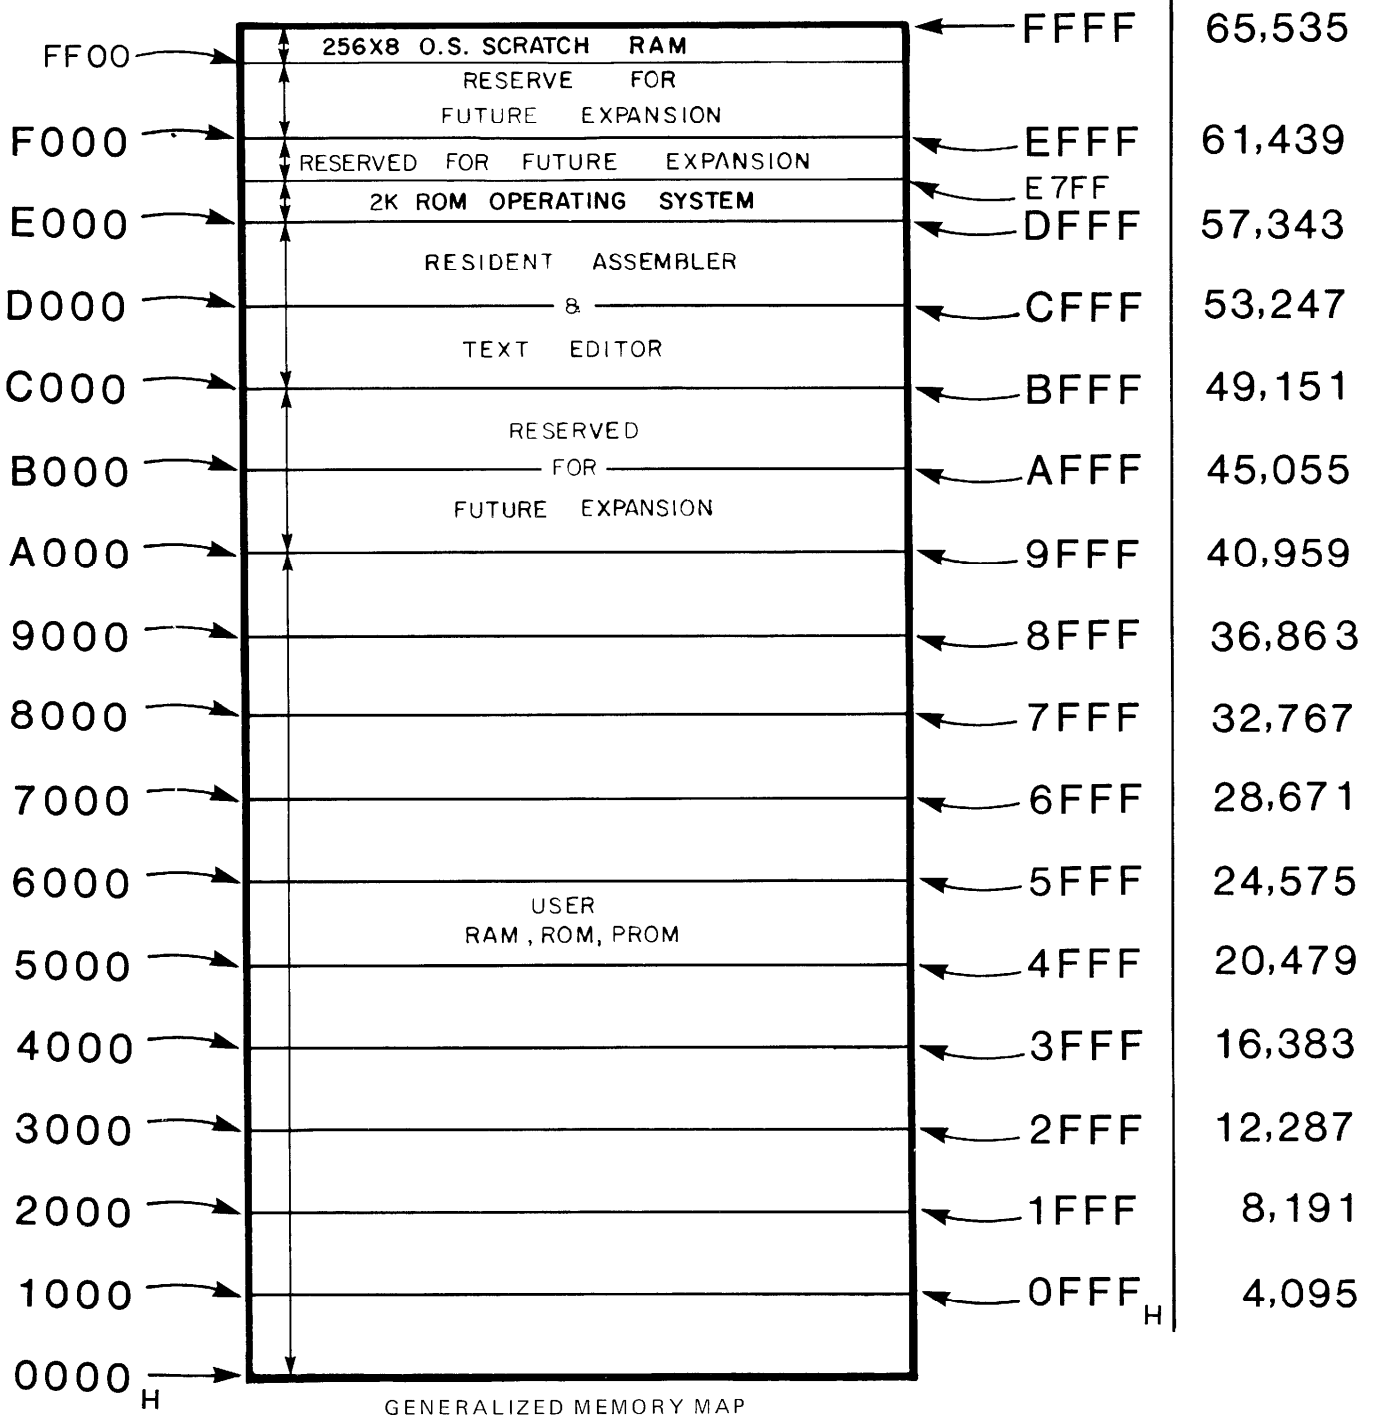 FFFF 65,535
FF00 256X8 O.S. SCRATCH RAM
RESERVE FOR
FUTURE EXPANSION
F000 EFFF 61,439
RESERVED FOR FUTURE EXPANSION
E7FF
2K ROM OPERATING SYSTEM
E000 DFFF 57,343
RESIDENT ASSEMBLER
D000 & CFFF 53,247
TEXT EDITOR
C000 BFFF 49,151
RESERVED
B000 FOR AFFF 45,055
FUTURE EXPANSION
A000 9FFF 40,959
9000 8FFF 36,863
8000 7FFF 32,767
7000 6FFF 28,671
6000 5FFF 24,575
USER
RAM, ROM, PROM
5000 4FFF 20,479
4000 3FFF 16,383
3000 2FFF 12,287
2000 1FFF 8,191
1000 0FFFH 4,095
0000H
GENERALIZED MEMORY MAP